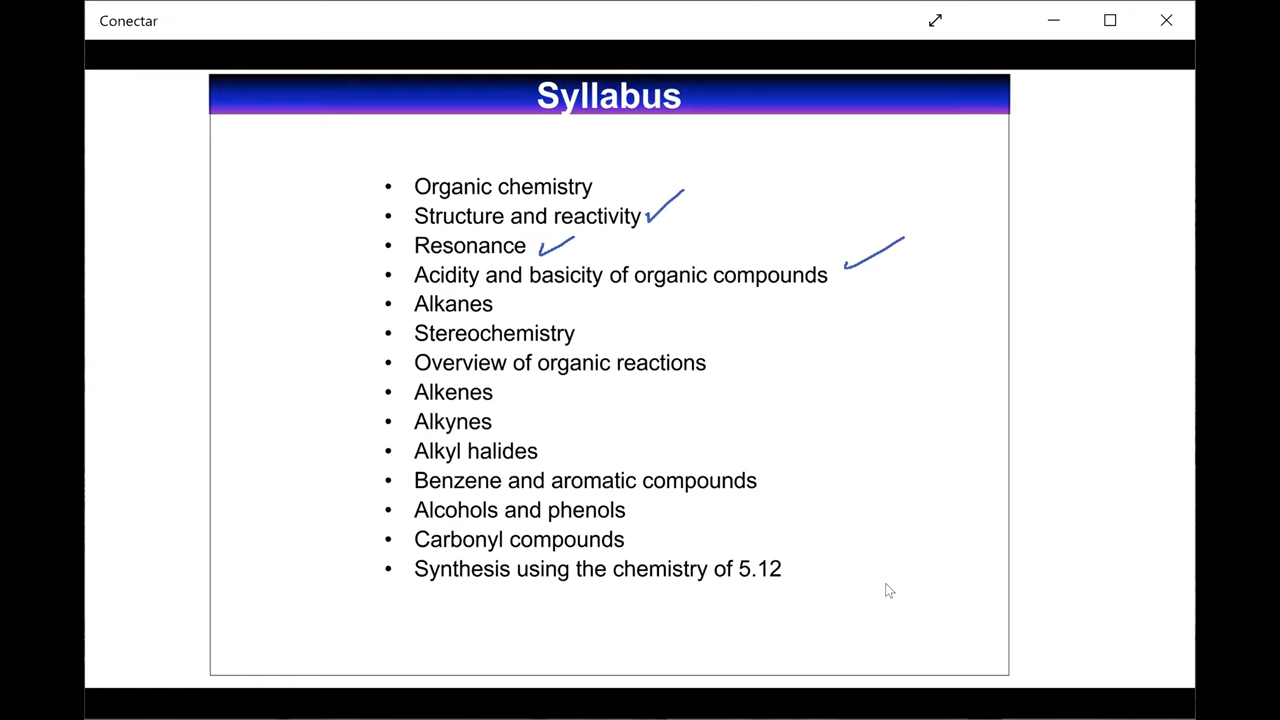 Conectar
Syllabus
• Organic chemistry
• Structure and reactivity
• Resonance
• Acidity and basicity of organic compounds
• Alkanes
• Stereochemistry
• Overview of organic reactions
• Alkenes
• Alkynes
• Alkyl halides
• Benzene and aromatic compounds
• Alcohols and phenols
• Carbonyl compounds
• Synthesis using the chemistry of 5.12